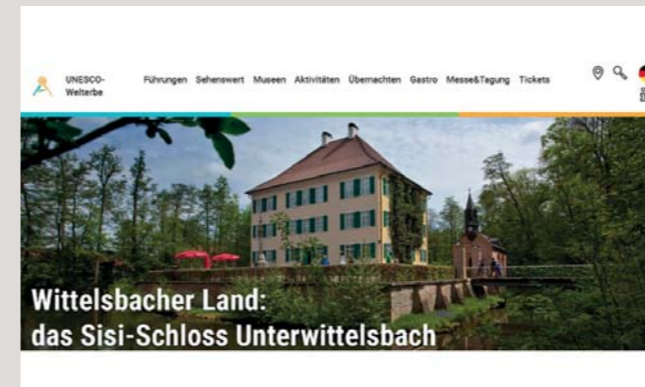 UNESCO-
Welterbe
Führungen Sehenswert Museen Aktivitäten Übernachten Gastro Messe&Tagung Tickets
Wittelsbacher Land:
das Sisi-Schloss Unterwittelsbach